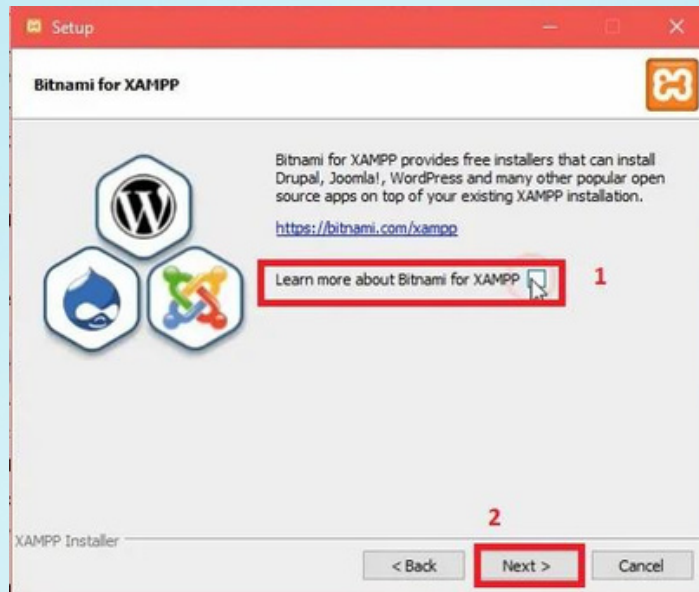 Setup
Bitnami for XAMPP
Bitnami for XAMPP provides free installers that can install
Drupal, Joomla!, WordPress and many other popular open
source apps on top of your existing XAMPP installation.
https://bitnami.com/xampp
Learn more about Bitnami for XAMPP
1
2
XAMPP Installer
< Back
Next >
Cancel